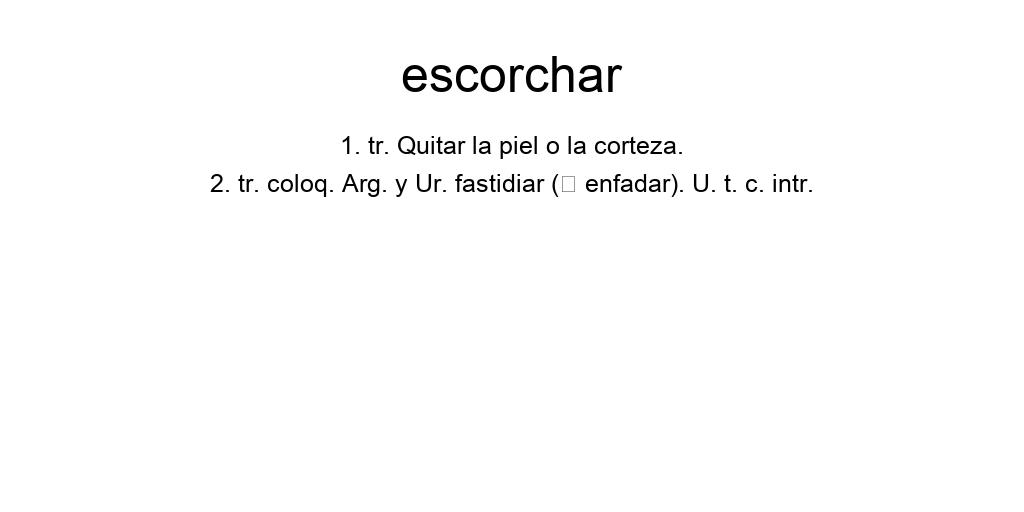 escorchar
1. tr. Quitar la piel o la corteza.
2. tr. coloq. Arg. y Ur. fastidiar (□ enfadar). U. t. c. intr.